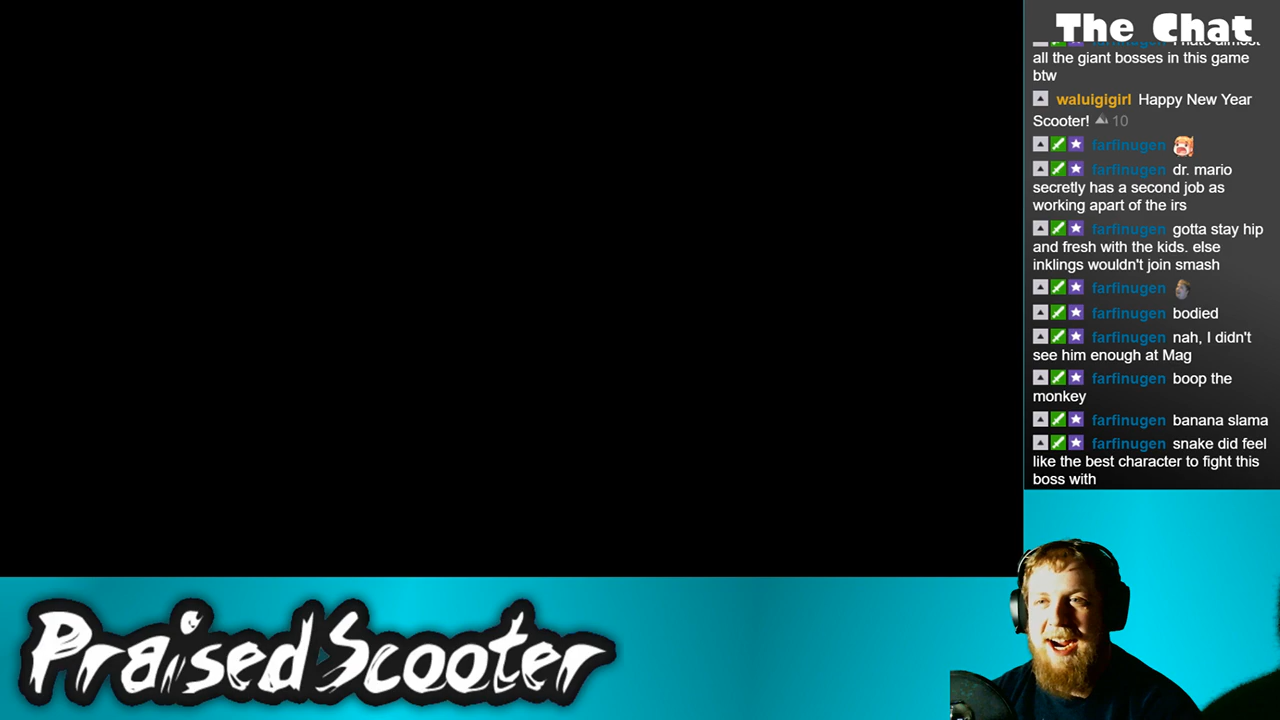 The Chat
farfinugen I hate almost
all the giant bosses in this game
btw
waluigigirl Happy New Year
Scooter! 10
farfinugen
farfinugen dr. mario
secretly has a second job as
working apart of the irs
farfinugen gotta stay hip
and fresh with the kids. else
inklings wouldn't join smash
farfinugen
farfinugen bodied
farfinugen nah, I didn't
see him enough at Mag
farfinugen boop the
monkey
farfinugen banana slama
farfinugen snake did feel
like the best character to fight this
boss with
PraisedScooter